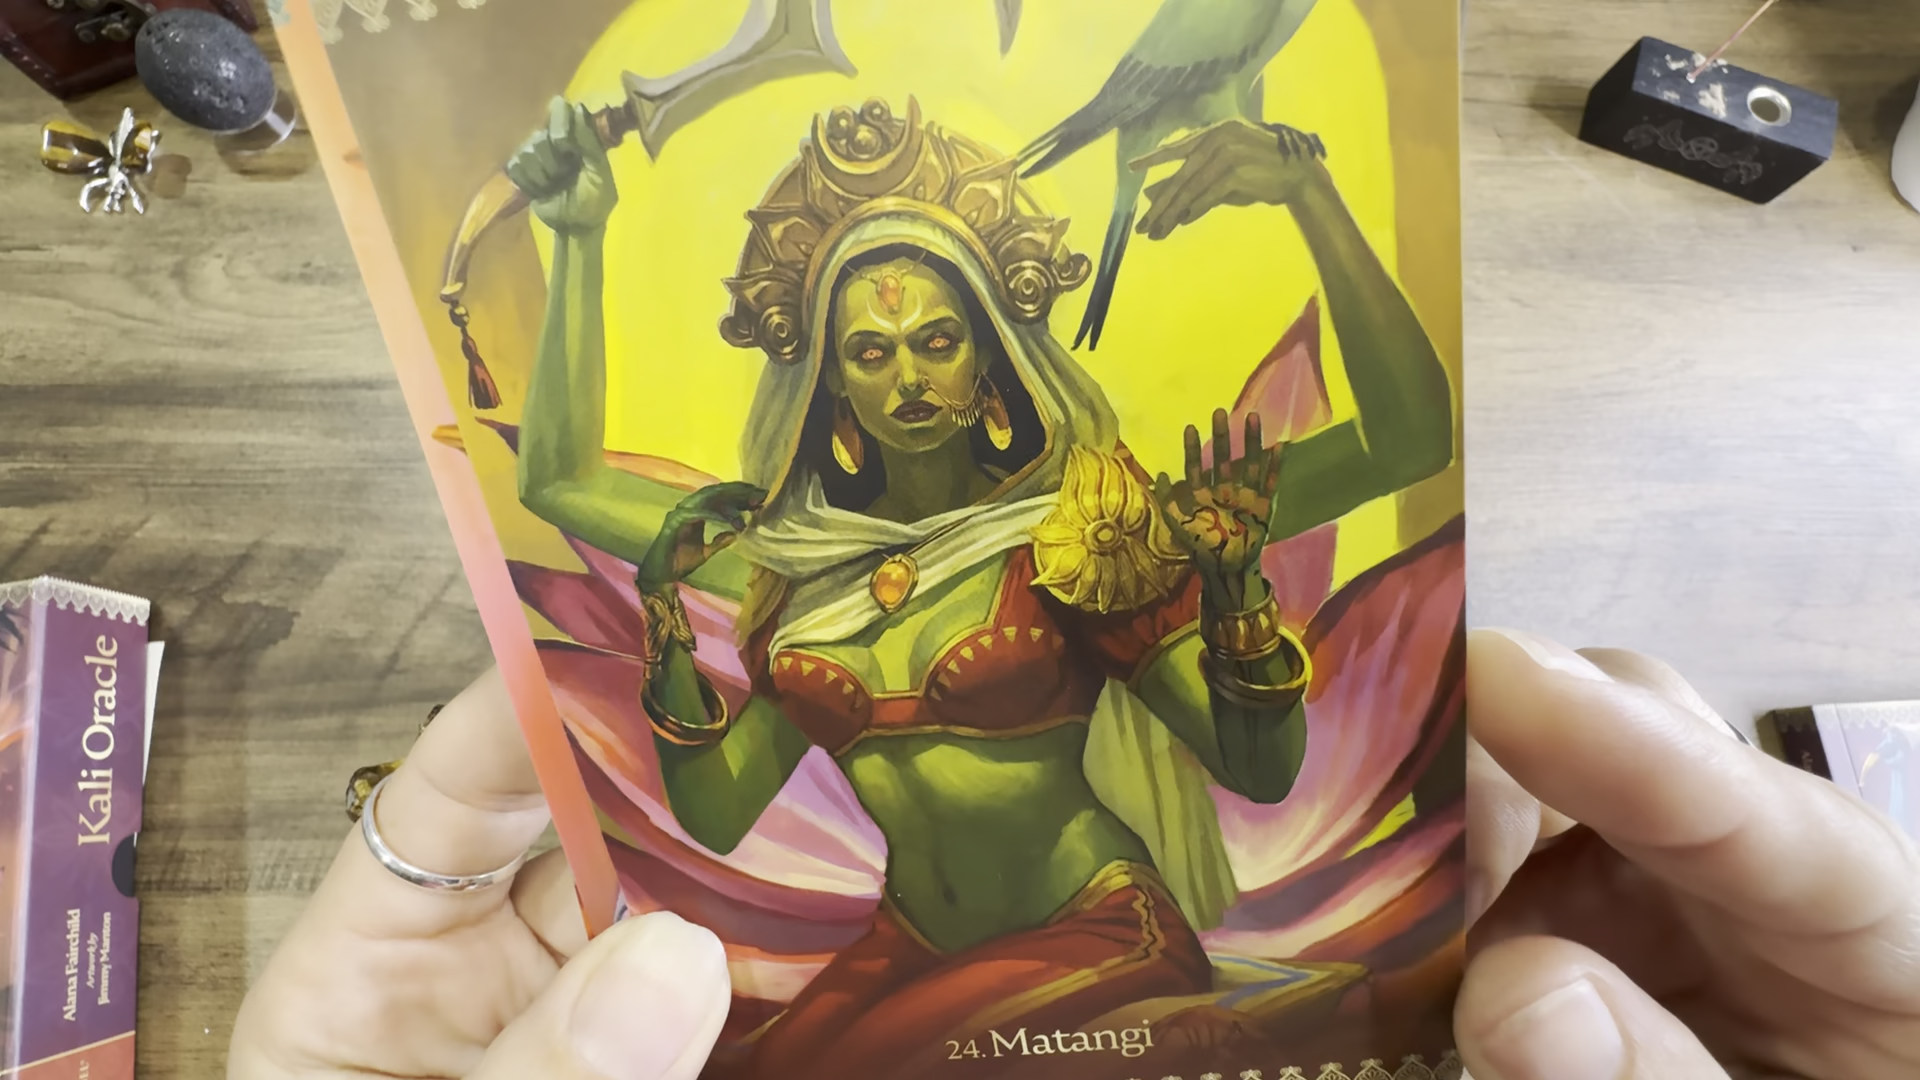 24. Matangi
Kali Oracle
Alana Fairchild
Artwork by
Jimmy Manton